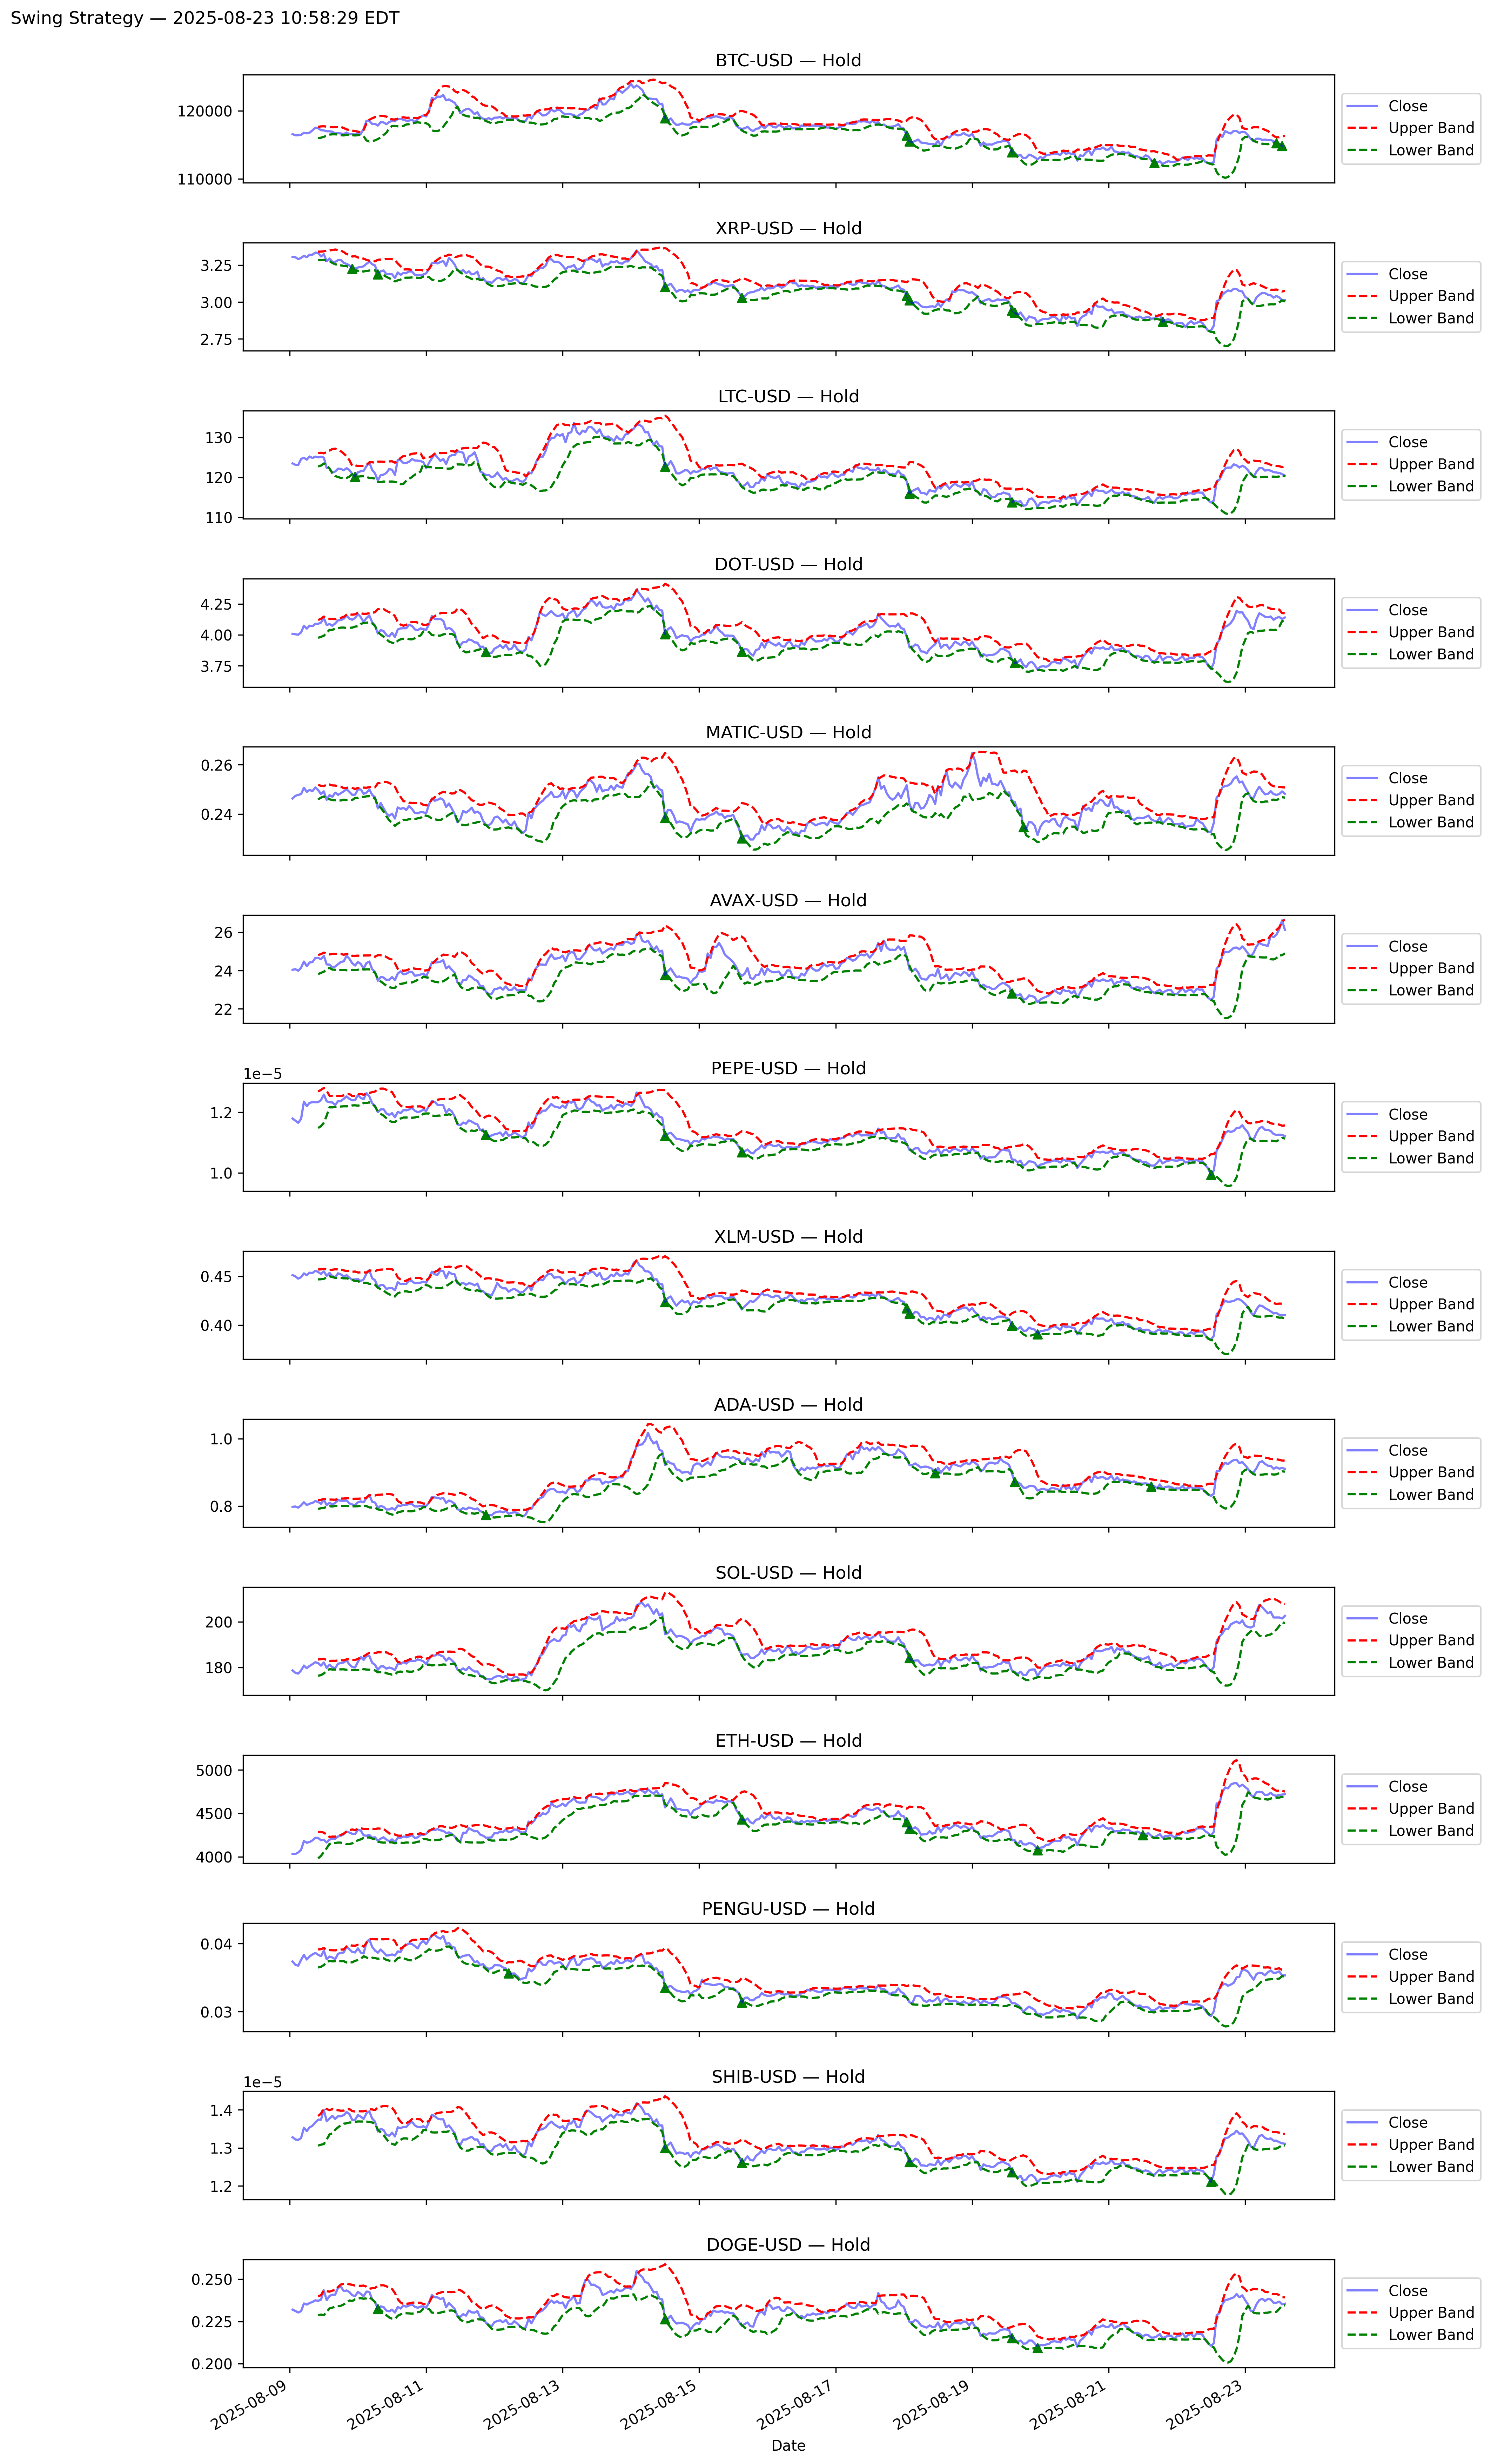 Swing Strategy — 2025-08-23 10:58:29 EDT
BTC-USD — Hold
120000
110000
Close
Upper Band
Lower Band
XRP-USD — Hold
3.25
3.00
2.75
Close
Upper Band
Lower Band
LTC-USD — Hold
130
120
110
Close
Upper Band
Lower Band
DOT-USD — Hold
4.25
4.00
3.75
Close
Upper Band
Lower Band
MATIC-USD — Hold
0.26
0.24
Close
Upper Band
Lower Band
AVAX-USD — Hold
26
24
22
Close
Upper Band
Lower Band
PEPE-USD — Hold
1e−5
1.2
1.0
Close
Upper Band
Lower Band
XLM-USD — Hold
0.45
0.40
Close
Upper Band
Lower Band
ADA-USD — Hold
1.0
0.8
Close
Upper Band
Lower Band
SOL-USD — Hold
200
180
Close
Upper Band
Lower Band
ETH-USD — Hold
5000
4500
4000
Close
Upper Band
Lower Band
PENGU-USD — Hold
0.04
0.03
Close
Upper Band
Lower Band
SHIB-USD — Hold
1e−5
1.4
1.3
1.2
Close
Upper Band
Lower Band
DOGE-USD — Hold
0.250
0.225
0.200
Close
Upper Band
Lower Band
2025-08-09
2025-08-11
2025-08-13
2025-08-15
2025-08-17
2025-08-19
2025-08-21
2025-08-23
Date